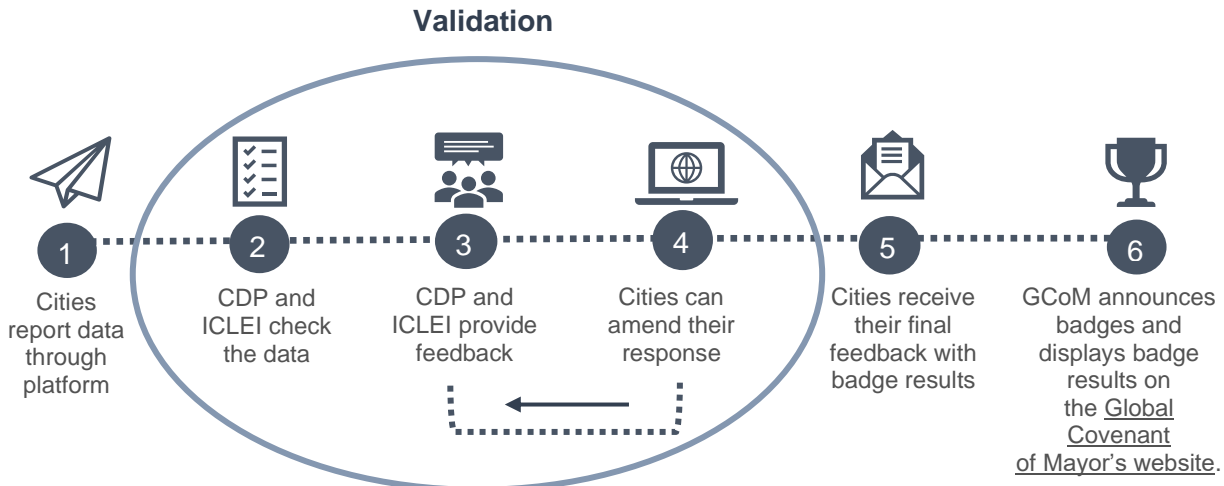 Validation
1
Cities
report data
through
platform
2
CDP and
ICLEI check
the data
3
CDP and
ICLEI provide
feedback
4
Cities can
amend their
response
5
Cities receive
their final
feedback with
badge results
6
GCoM announces
badges and
displays badge
results on
the Global
Covenant
of Mayor's website.